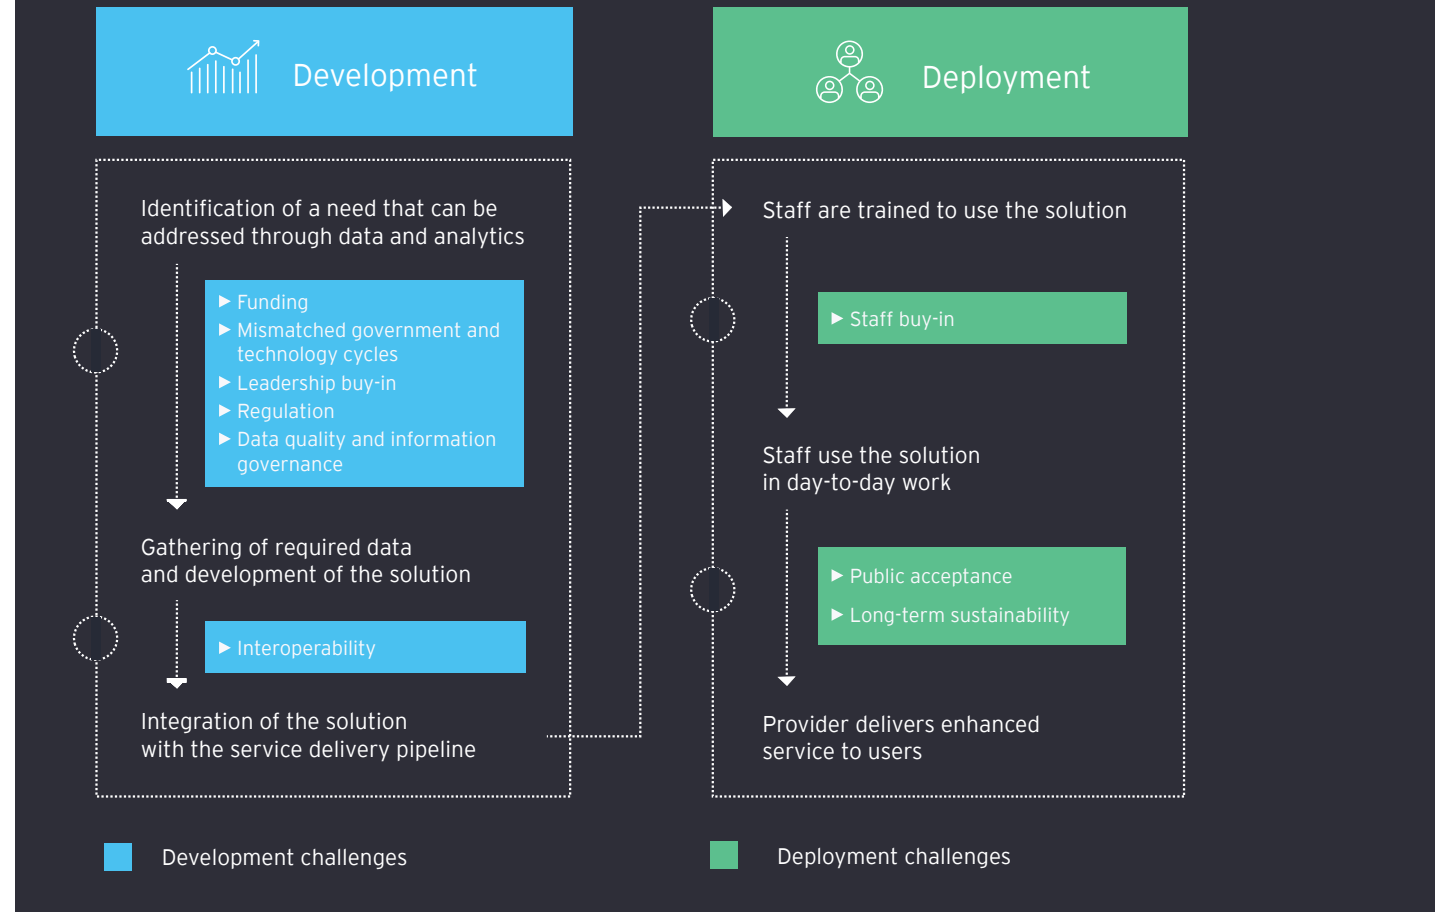 Development
Identification of a need that can be
addressed through data and analytics
► Funding
► Mismatched government and
technology cycles
► Leadership buy-in
► Regulation
► Data quality and information
governance
Gathering of required data
and development of the solution
► Interoperability
Integration of the solution
with the service delivery pipeline
Development challenges
Deployment
Staff are trained to use the solution
► Staff buy-in
Staff use the solution
in day-to-day work
► Public acceptance
► Long-term sustainability
Provider delivers enhanced
service to users
Deployment challenges